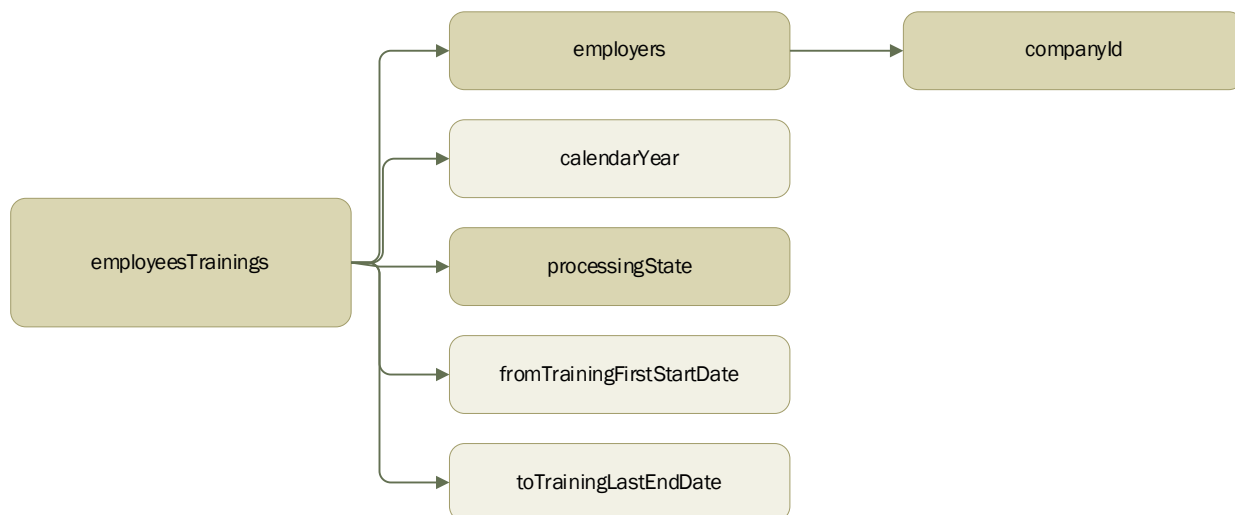 employers
companyId
calendarYear
employeesTrainings
processingState
fromTrainingFirstStartDate
toTrainingLastEndDate